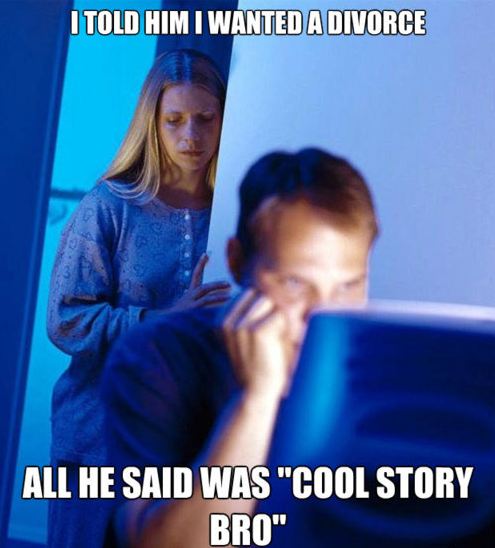 I TOLD HIM I WANTED A DIVORCE
ALL HE SAID WAS "COOL STORY
BRO"